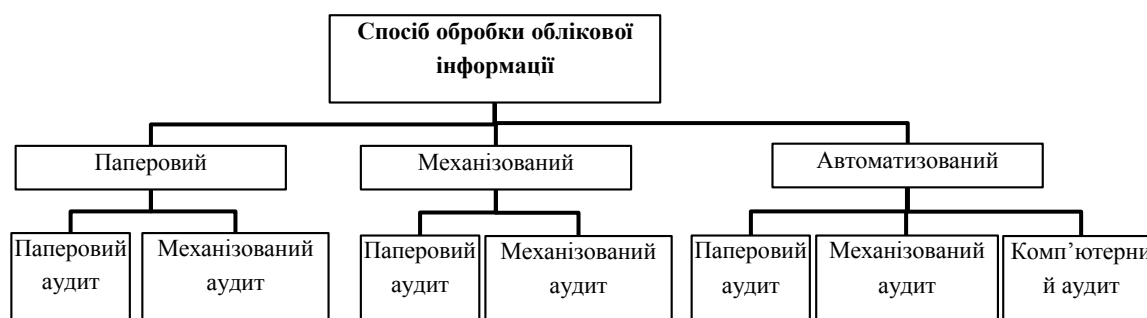 Спосіб обробки облікової
інформації
Паперовий
Механізований
Автоматизований
Паперовий
аудит
Механізований
аудит
Паперовий
аудит
Механізований
аудит
Паперовий
аудит
Механізований
аудит
Комп’ютерни
й аудит